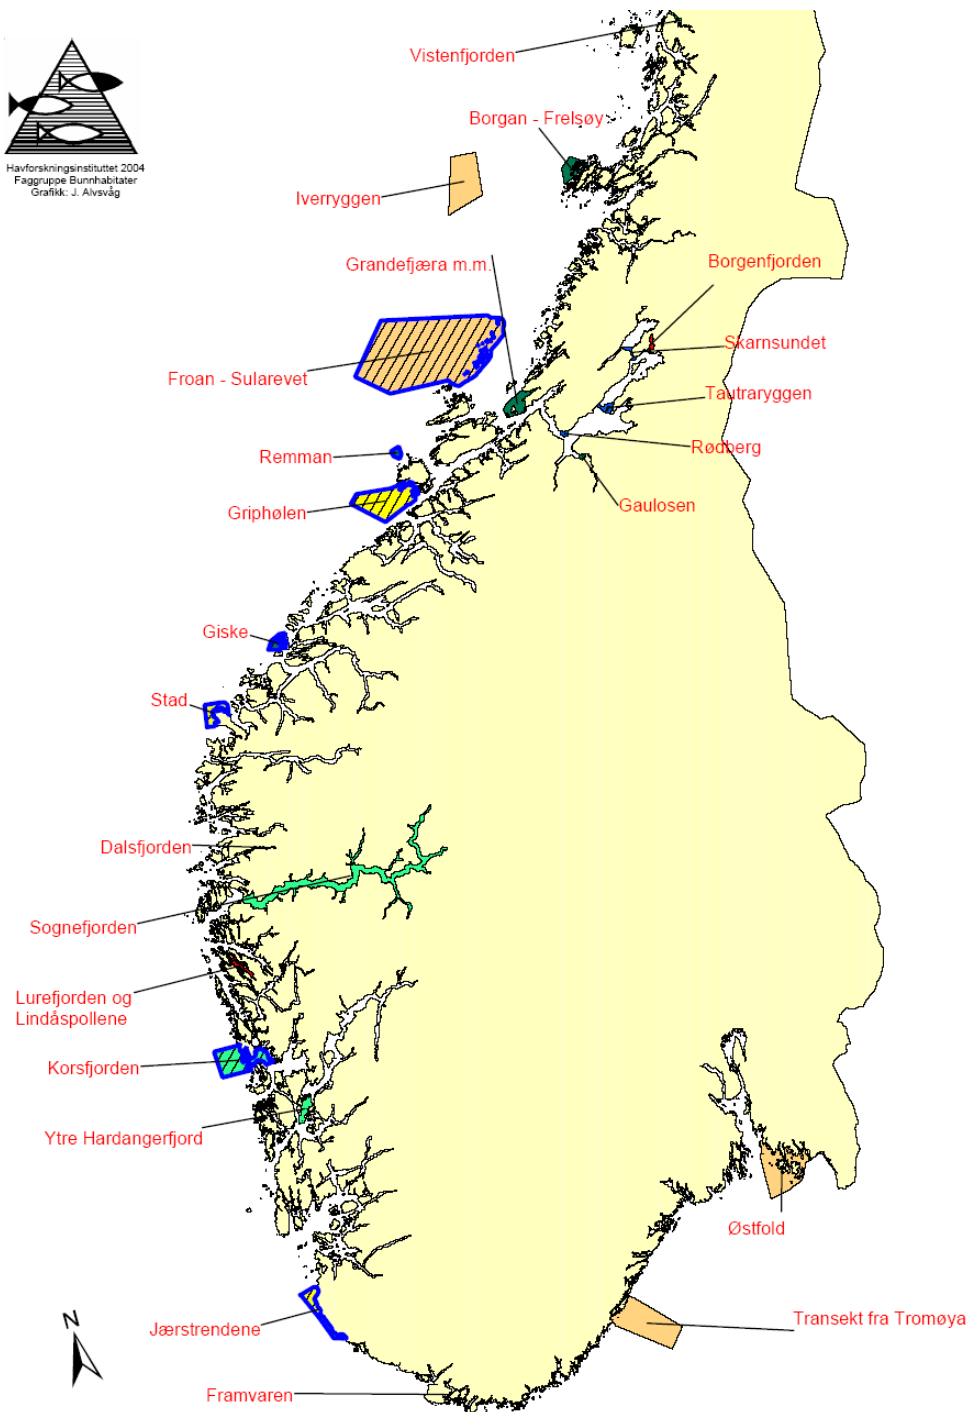 Vistenfjorden
Borgan - Frelsøy
Havforskningsinstituttet 2004
Faggruppe Bunnhabitater
Grafikk: J. Alvsvåg
Iverryggen
Grandefjæra m.m.
Borgenfjorden
Skarnsundet
Froan - Sularevet
Tautraryggen
Rødberg
Remman
Griphølen
Gaulosen
Giske
Stad
Dalsfjorden
Sognefjorden
Lurefjorden og
Lindåspollene
Korsfjorden
Ytre Hardangerfjord
Østfold
N
Jærstrendene
Transekt fra Tromøya
Framvaren